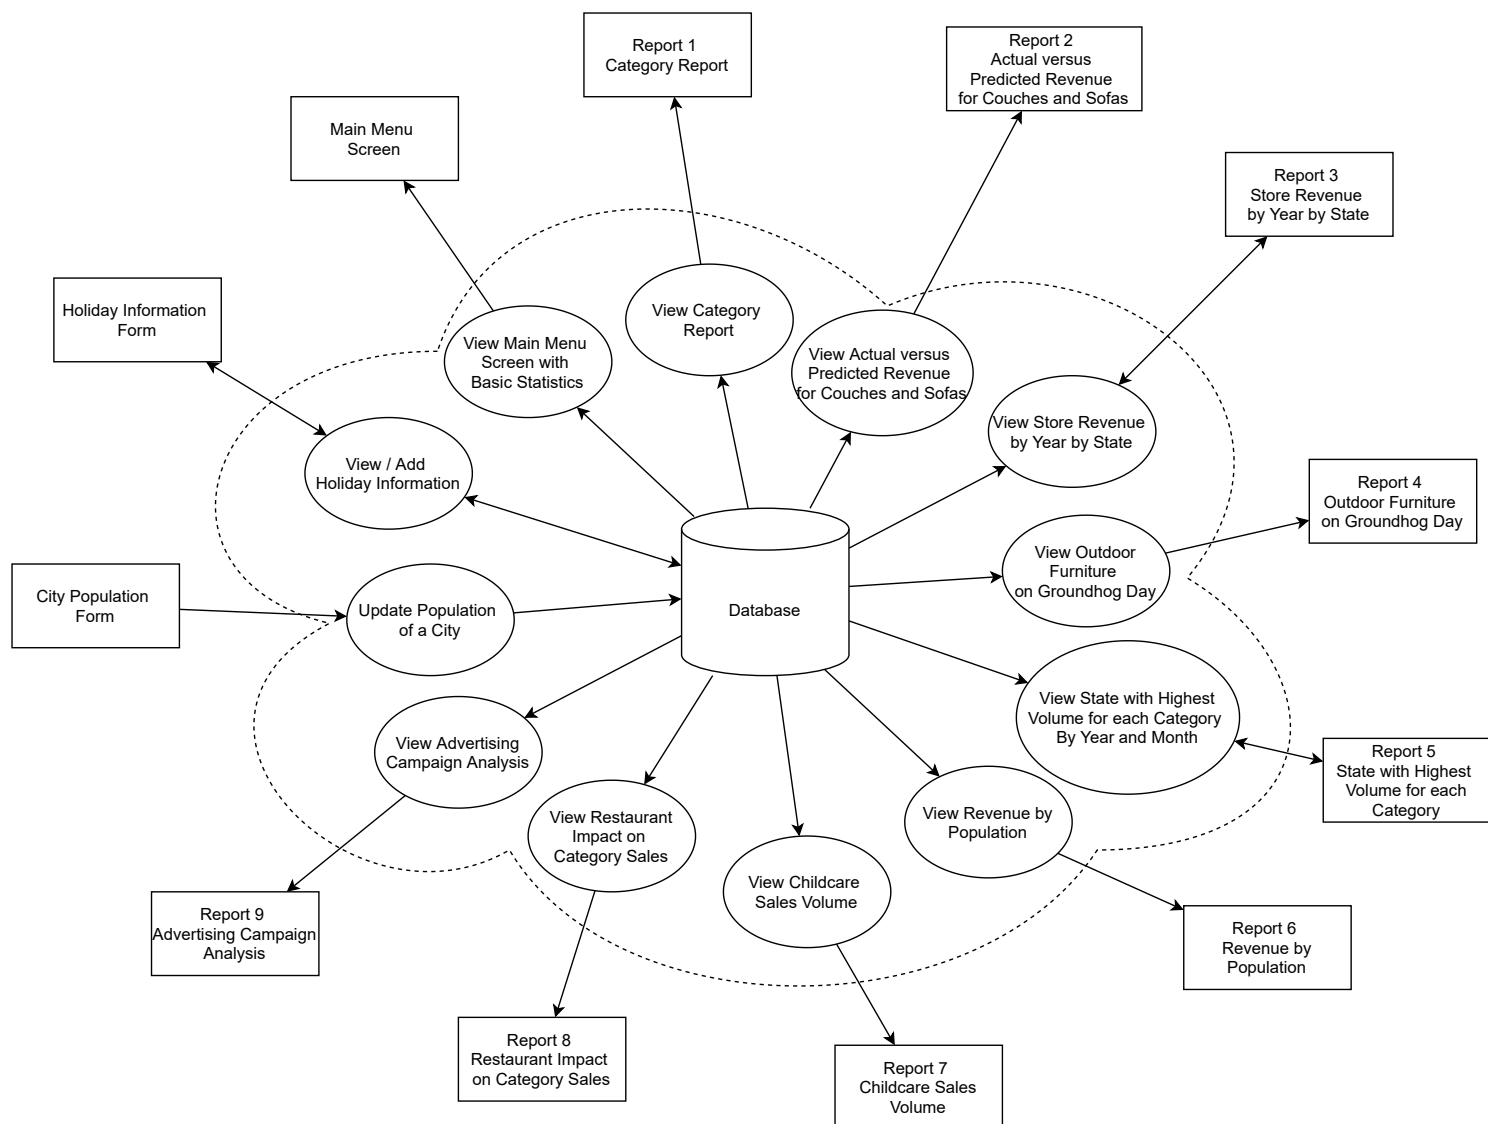 Report 1
Category Report
Report 2
Actual versus
Predicted Revenue
for Couches and Sofas
Main Menu
Screen
Report 3
Store Revenue
by Year by State
Holiday Information
Form
View Category
Report
View Main Menu
Screen with
Basic Statistics
View Actual versus
Predicted Revenue
for Couches and Sofas
View Store Revenue
by Year by State
View / Add
Holiday Information
Report 4
Outdoor Furniture
on Groundhog Day
View Outdoor
Furniture
on Groundhog Day
City Population
Form
Update Population
of a City
Database
View State with Highest
Volume for each Category
By Year and Month
View Advertising
Campaign Analysis
Report 5
State with Highest
Volume for each
Category
View Restaurant
Impact on
Category Sales
View Revenue by
Population
View Childcare
Sales Volume
Report 9
Advertising Campaign
Analysis
Report 6
Revenue by
Population
Report 8
Restaurant Impact
on Category Sales
Report 7
Childcare Sales
Volume